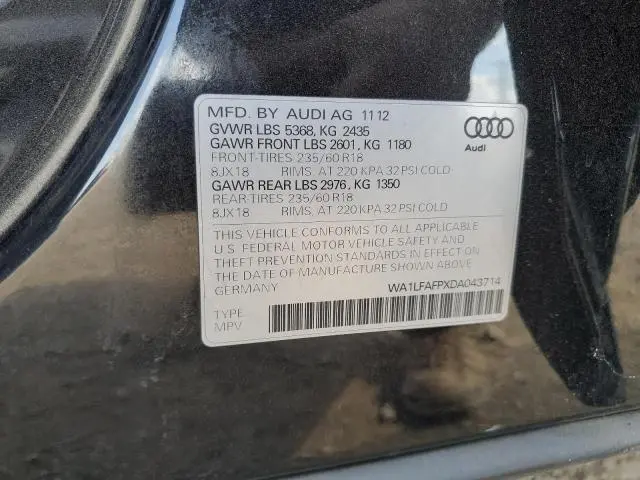 MFD. BY AUDI AG 11 12
GVWR LBS 5368, KG 2435
GAWR FRONT LBS 2601, KG 1180
FRONT-TIRES 235/60 R18
8JX18 RIMS, AT 220 KPA 32 PSI COLD
GAWR REAR LBS 2976, KG 1350
REAR-TIRES 235/60 R18
8JX18 RIMS, AT 220 KPA 32 PSI COLD
Audi
THIS VEHICLE CONFORMS TO ALL APPLICABLE
U.S. FEDERAL MOTOR VEHICLE SAFETY AND
THEFT PREVENTION STANDARDS IN EFFECT ON
THE DATE OF MANUFACTURE SHOWN ABOVE.
GERMANY
WA1LFAFPXDA043714
TYPE
MPV